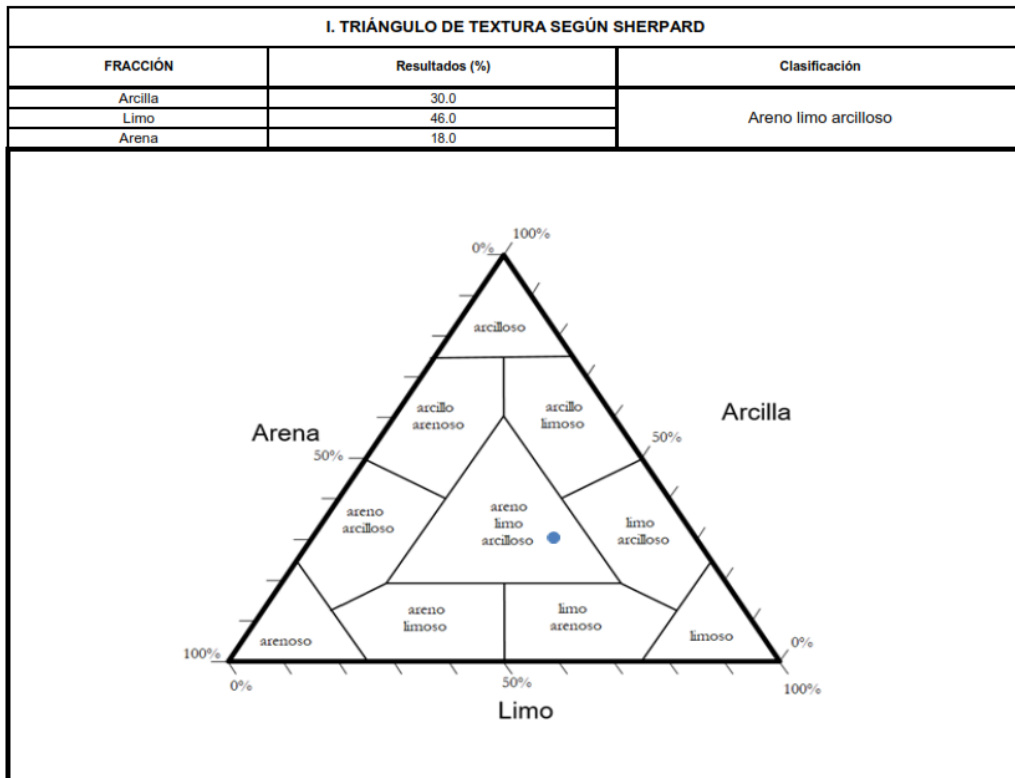 I. TRIÁNGULO DE TEXTURA SEGÚN SHERPARD
FRACCIÓN Resultados (%) Clasificación
Arcilla 30.0
Limo 46.0
Arena 18.0
Areno limo arcilloso
0% 100%
arcilloso
arcillo
arenoso
arcillo
limoso
Arcilla
Arena
50%
50%
areno
arcilloso
areno
limo
arcilloso
limo
arcilloso
areno
limoso
limo
arenoso
arenoso
limoso
100%
0%
0%
50%
100%
Limo